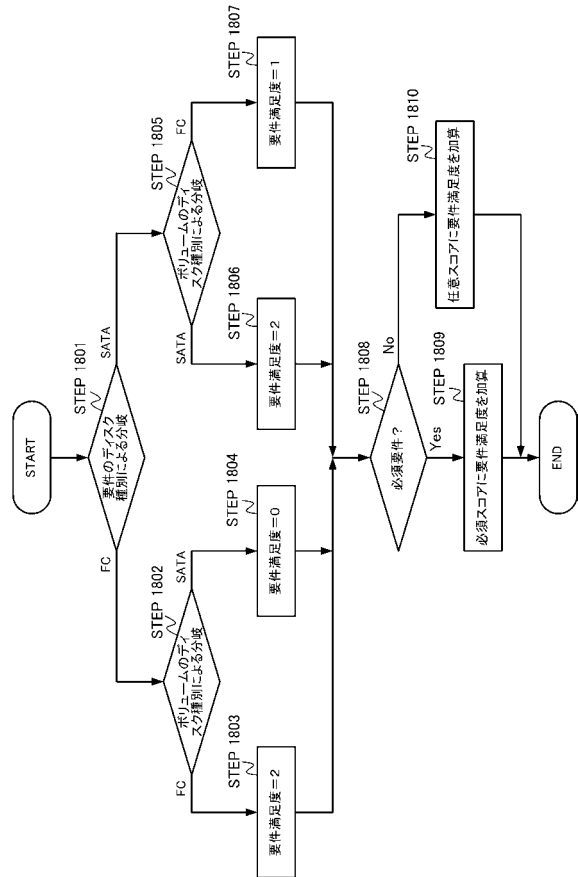 START
STEP 1801
要件のディスク
種別による分岐
FC
SATA
STEP 1802
ボリュームのディ
スク種別による分岐
FC
SATA
STEP 1803
要件満足度=2
STEP 1804
要件満足度=0
STEP 1805
ボリュームのディ
スク種別による分岐
SATA
FC
STEP 1806
要件満足度=2
STEP 1807
要件満足度=1
STEP 1808
必須要件?
Yes
No
STEP 1809
必須スコアに要件満足度を加算
STEP 1810
任意スコアに要件満足度を加算
END